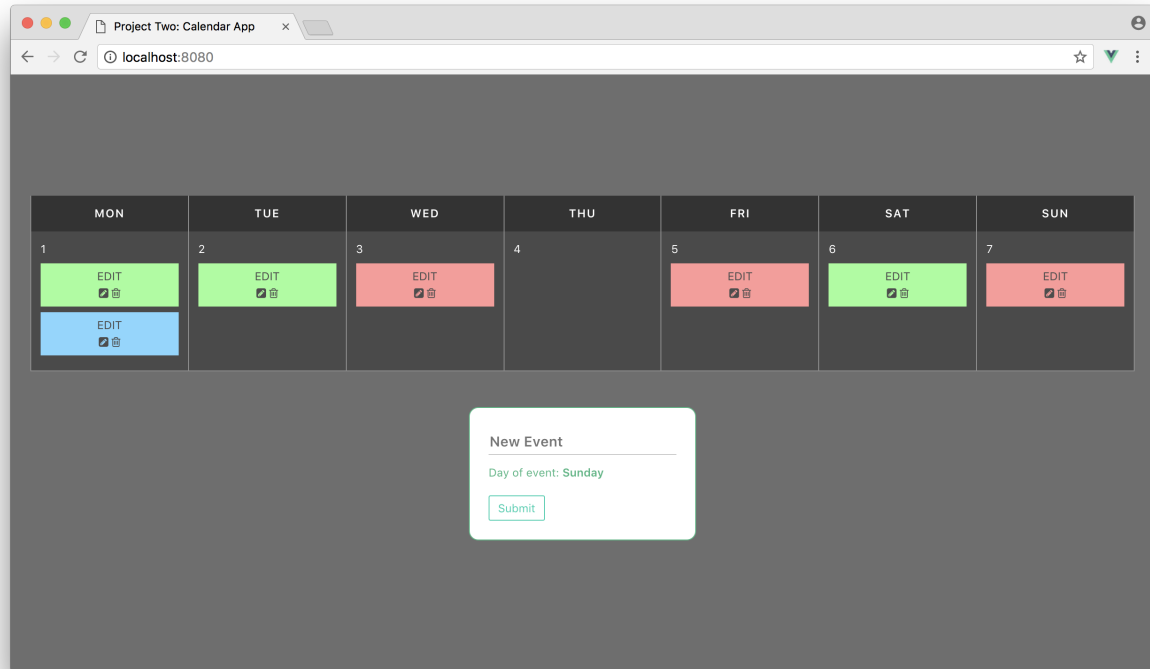 Project Two: Calendar App
localhost:8080
MON TUE WED THU FRI SAT SUN
1 2 3 4 5 6 7
EDIT EDIT EDIT EDIT EDIT EDIT
EDIT
New Event
Day of event: Sunday
Submit